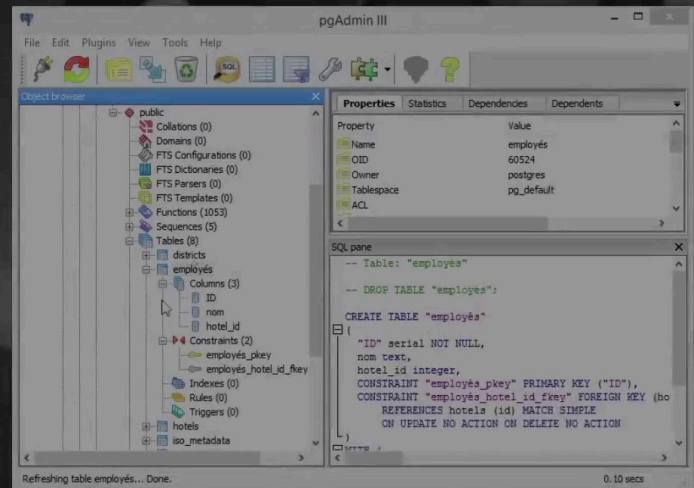 pgAdmin III
File Edit Plugins View Tools Help
SQL
Object browser
public
Collations (0)
Domains (0)
FTS Configurations (0)
FTS Dictionaries (0)
FTS Parsers (0)
FTS Templates (0)
Functions (1053)
Sequences (5)
Tables (8)
districts
employés
Columns (3)
ID
nom
hotel_id
Constraints (2)
employés_pkey
employés_hotel_id_fkey
Indexes (0)
Rules (0)
Triggers (0)
hotels
iso_metadata
Properties Statistics Dependencies Dependents
Property Value
Name employés
OID 60524
Owner postgres
Tablespace pg_default
ACL
SQL pane
-- Table: "employés"
-- DROP TABLE "employés";
CREATE TABLE "employés"
(
"ID" serial NOT NULL,
nom text,
hotel_id integer,
CONSTRAINT "employés_pkey" PRIMARY KEY ("ID"),
CONSTRAINT "employés_hotel_id_fkey" FOREIGN KEY (ho
REFERENCES hotels (id) MATCH SIMPLE
ON UPDATE NO ACTION ON DELETE NO ACTION
)
Refreshing table employés... Done.
0.10 secs